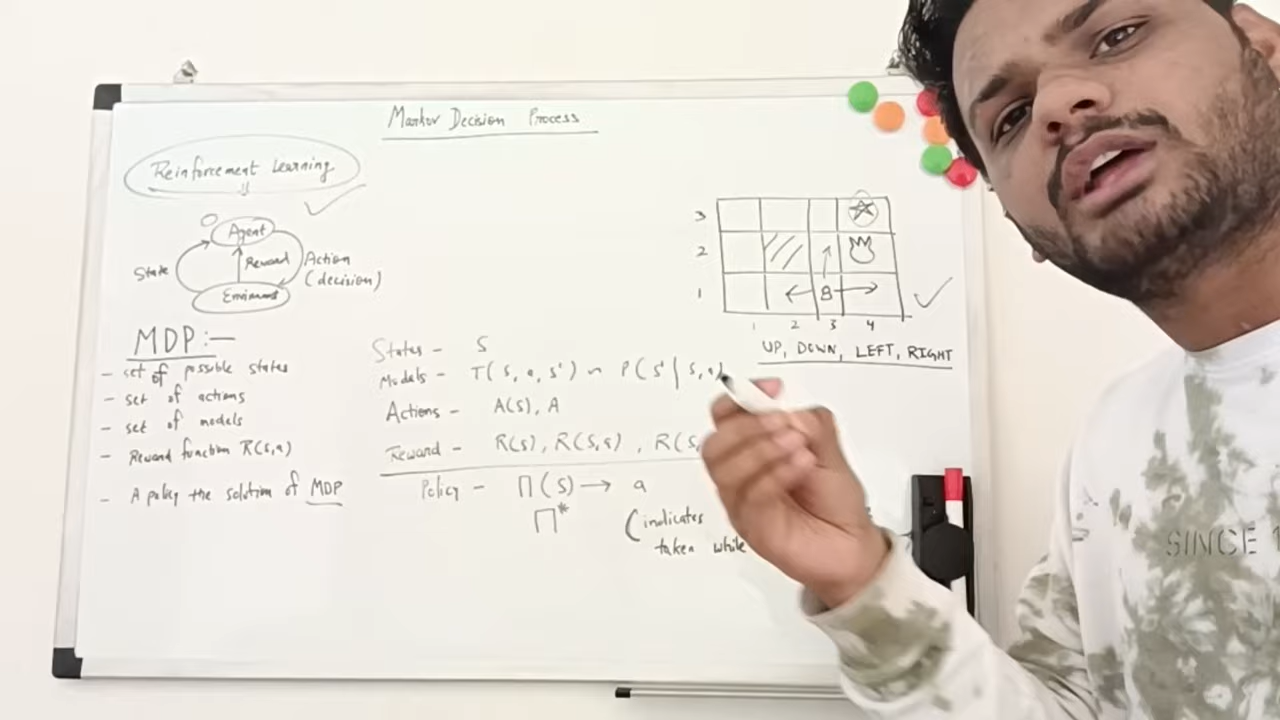 Markov Decision Process
Reinforcement Learning
Agent
State
Reward
Action
(decision)
MDP:-
- set of possible states
- set of actions
- set of models
- Reward function R(s,a)
- A policy the solution of MDP
States - S
Models - T(s, a, s') ~ P(s' | s, a)
Actions - A(s), A
Reward - R(s), R(s,a), R(s,
Policy - Π(s) → a
Π*
(indicates
taken while
3
2
1
1 2 3 4
UP, DOWN, LEFT, RIGHT
SINCE 1